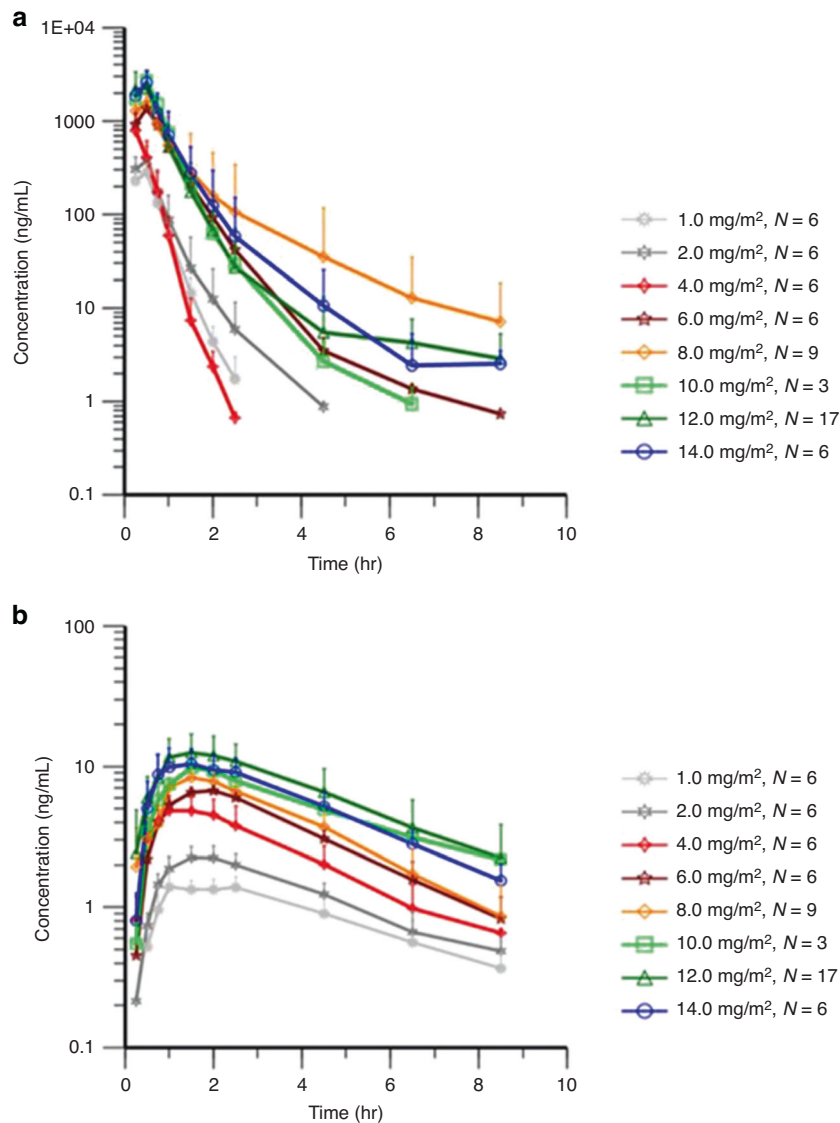 a
1E+04
1000
100
10
1
0.1
Concentration (ng/mL)
0 2 4 6 8 10
Time (hr)
1.0 mg/m², N = 6
2.0 mg/m², N = 6
4.0 mg/m², N = 6
6.0 mg/m², N = 6
8.0 mg/m², N = 9
10.0 mg/m², N = 3
12.0 mg/m², N = 17
14.0 mg/m², N = 6
b
100
10
1
0.1
Concentration (ng/mL)
0 2 4 6 8 10
Time (hr)
1.0 mg/m², N = 6
2.0 mg/m², N = 6
4.0 mg/m², N = 6
6.0 mg/m², N = 6
8.0 mg/m², N = 9
10.0 mg/m², N = 3
12.0 mg/m², N = 17
14.0 mg/m², N = 6